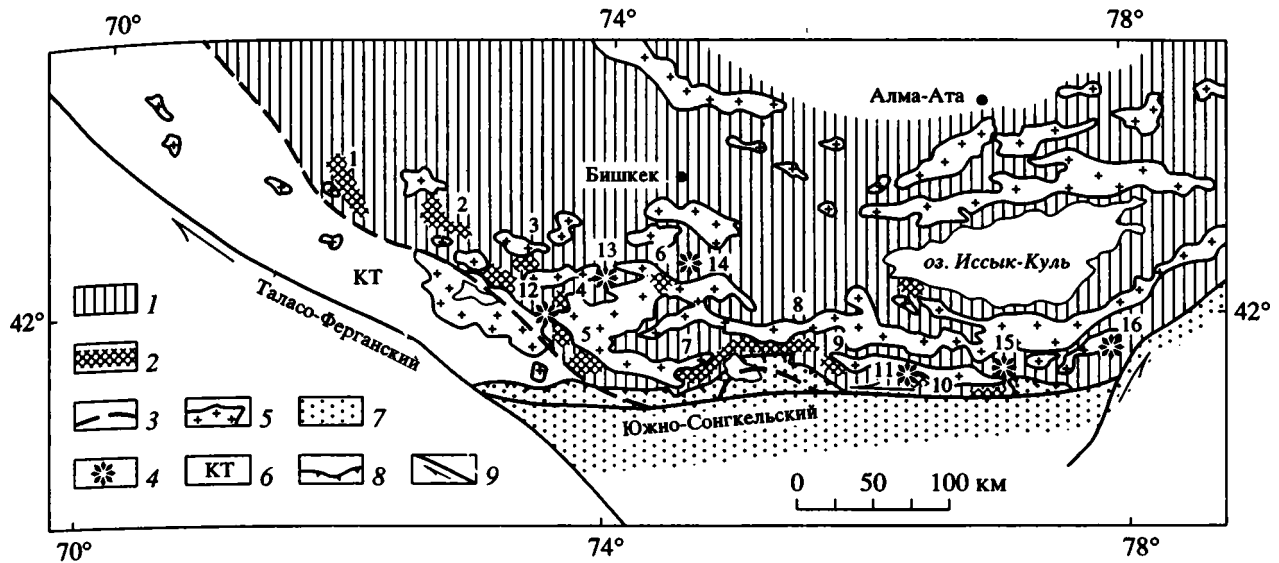 70° 74° 78°
Алма-Ата
1
Бишкек
2
3
13
6
14
КТ
оз. Иссык-Куль
1
12
4
Таласо-Ферганский
8
16
42° 42°
2
5
15
7
9
11
10
3 5 7
Южно-Сонгкельский
4 КТ 6 8 9
0 50 100 км
70° 74° 78°